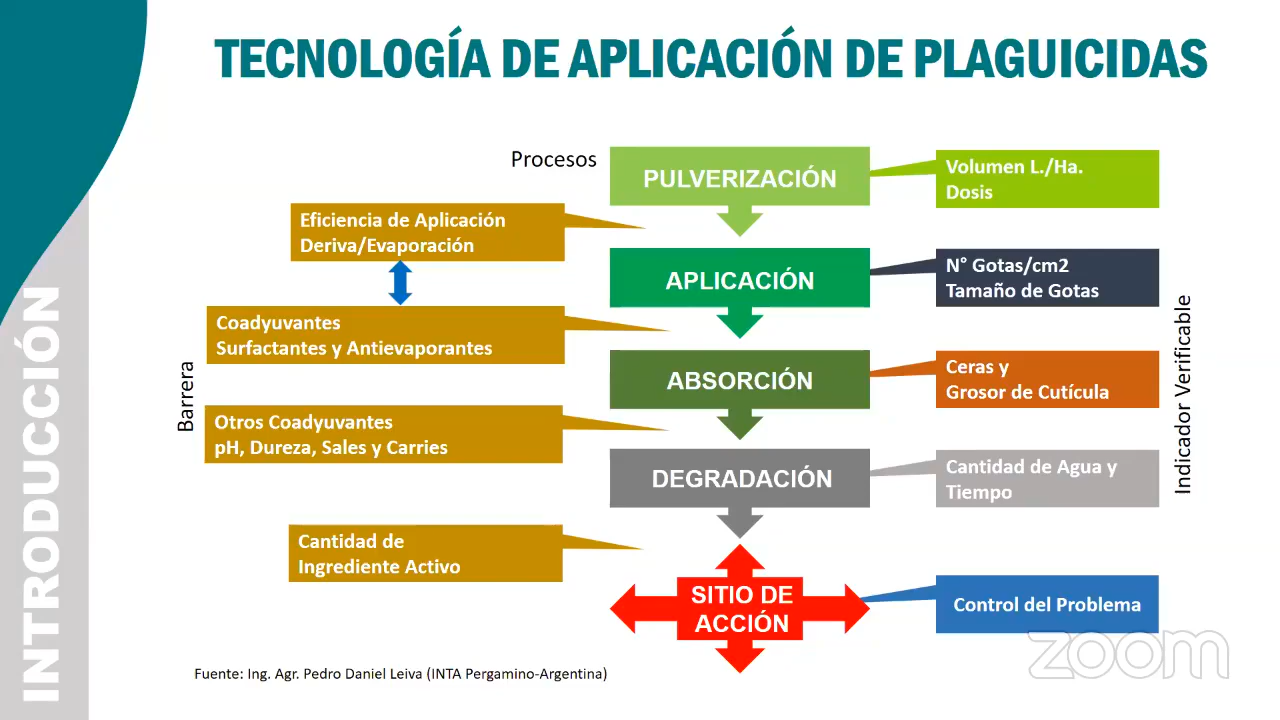 TECNOLOGÍA DE APLICACIÓN DE PLAGUICIDAS
Procesos
PULVERIZACIÓN
Volumen L./Ha.
Dosis
Eficiencia de Aplicación
Deriva/Evaporación
APLICACIÓN
N° Gotas/cm2
Tamaño de Gotas
Coadyuvantes
Surfactantes y Antievaporantes
ABSORCIÓN
Ceras y
Grosor de Cutícula
Barrera
Indicador Verificable
Otros Coadyuvantes
pH, Dureza, Sales y Carries
DEGRADACIÓN
Cantidad de Agua y
Tiempo
Cantidad de
Ingrediente Activo
SITIO DE
ACCIÓN
Control del Problema
INTRODUCCIÓN
Fuente: Ing. Agr. Pedro Daniel Leiva (INTA Pergamino-Argentina)
zoom